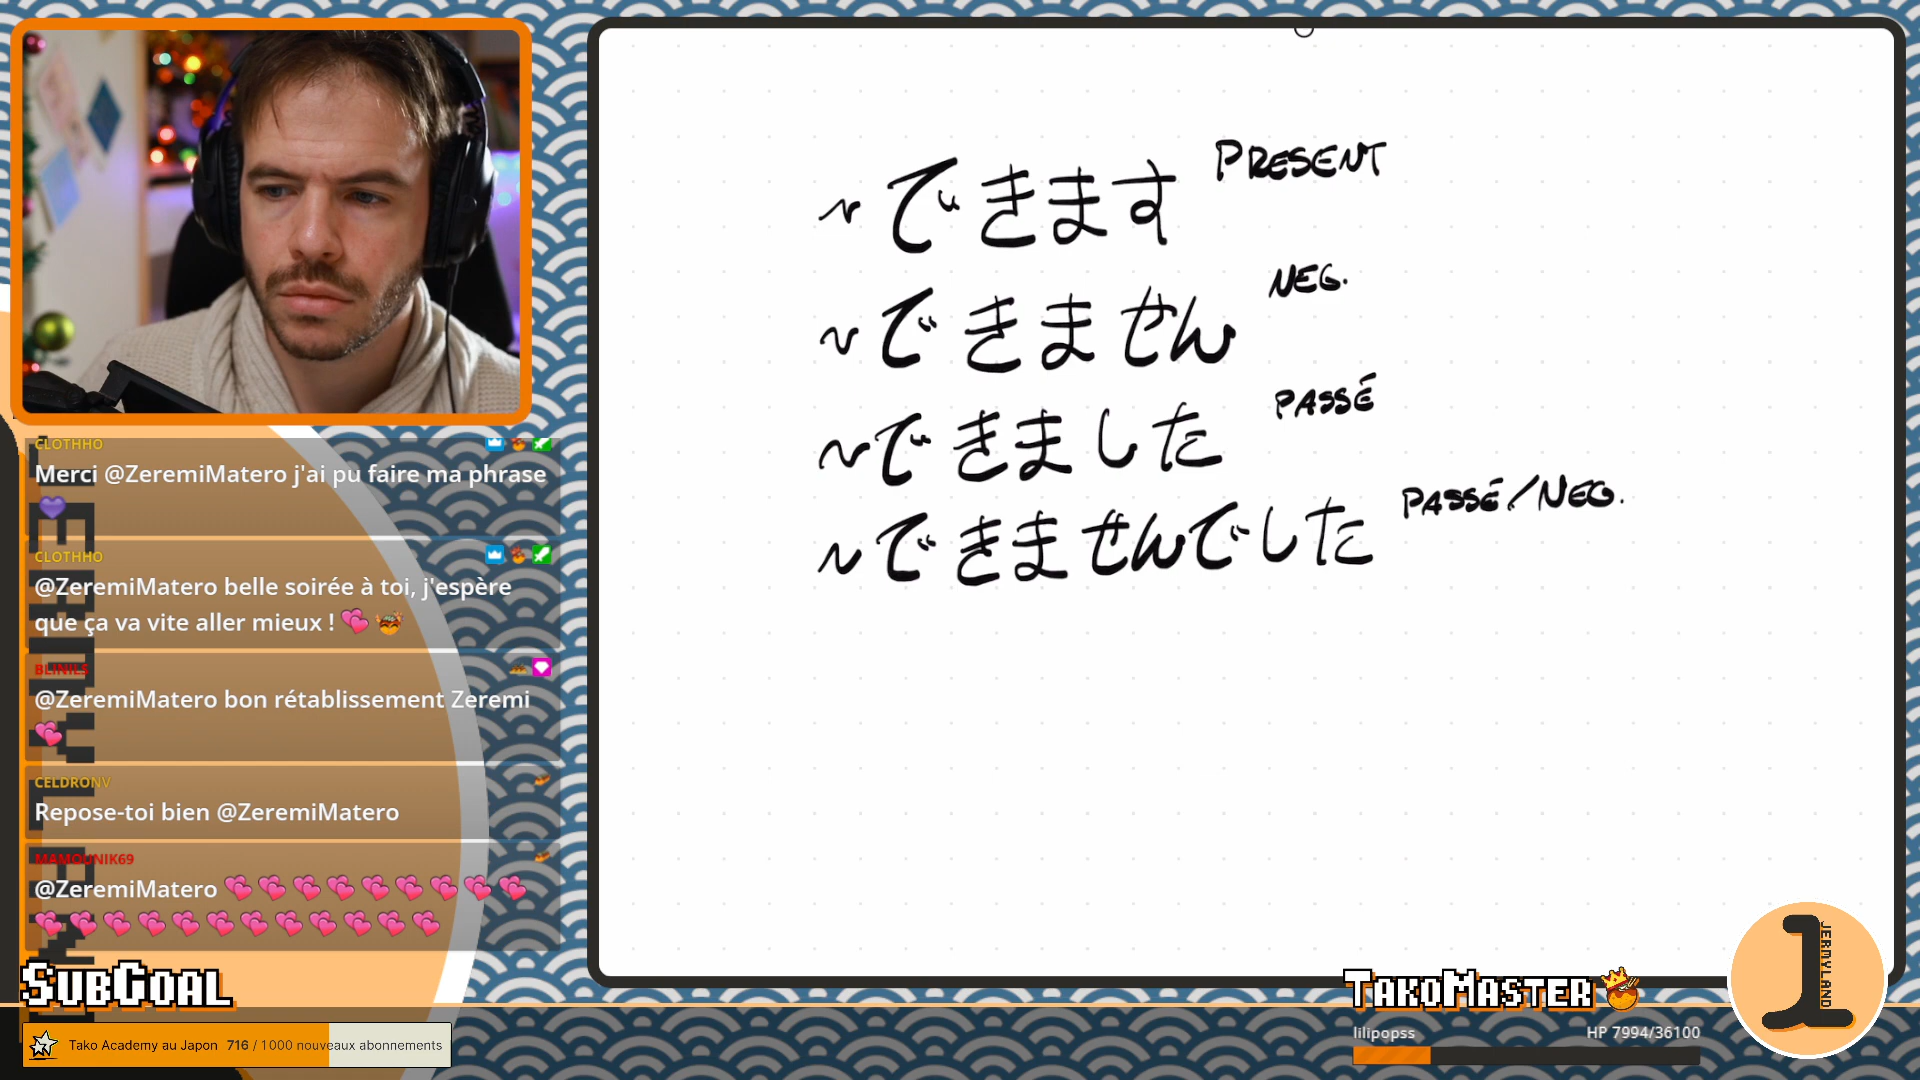 CLOTHHO
Merci @ZeremiMatero j'ai pu faire ma phrase
💜
CLOTHHO
@ZeremiMatero belle soirée à toi, j'espère
que ça va vite aller mieux ! 💕
BLINILS
@ZeremiMatero bon rétablissement Zeremi
💕
CELDRONV
Repose-toi bien @ZeremiMatero
MAMOUNIK69
@ZeremiMatero 💕 💕 💕 💕 💕 💕 💕 💕 💕
💕 💕 💕 💕 💕 💕 💕 💕 💕 💕 💕 💕
SUBGOAL
Tako Academy au Japon 716 / 1000 nouveaux abonnements
~できます PRESENT
~できません NEG.
~できました PASSÉ
~できませんでした PASSÉ/NEG.
TAKOMASTER
lilipopss HP 7994/36100
JEREMYLAND